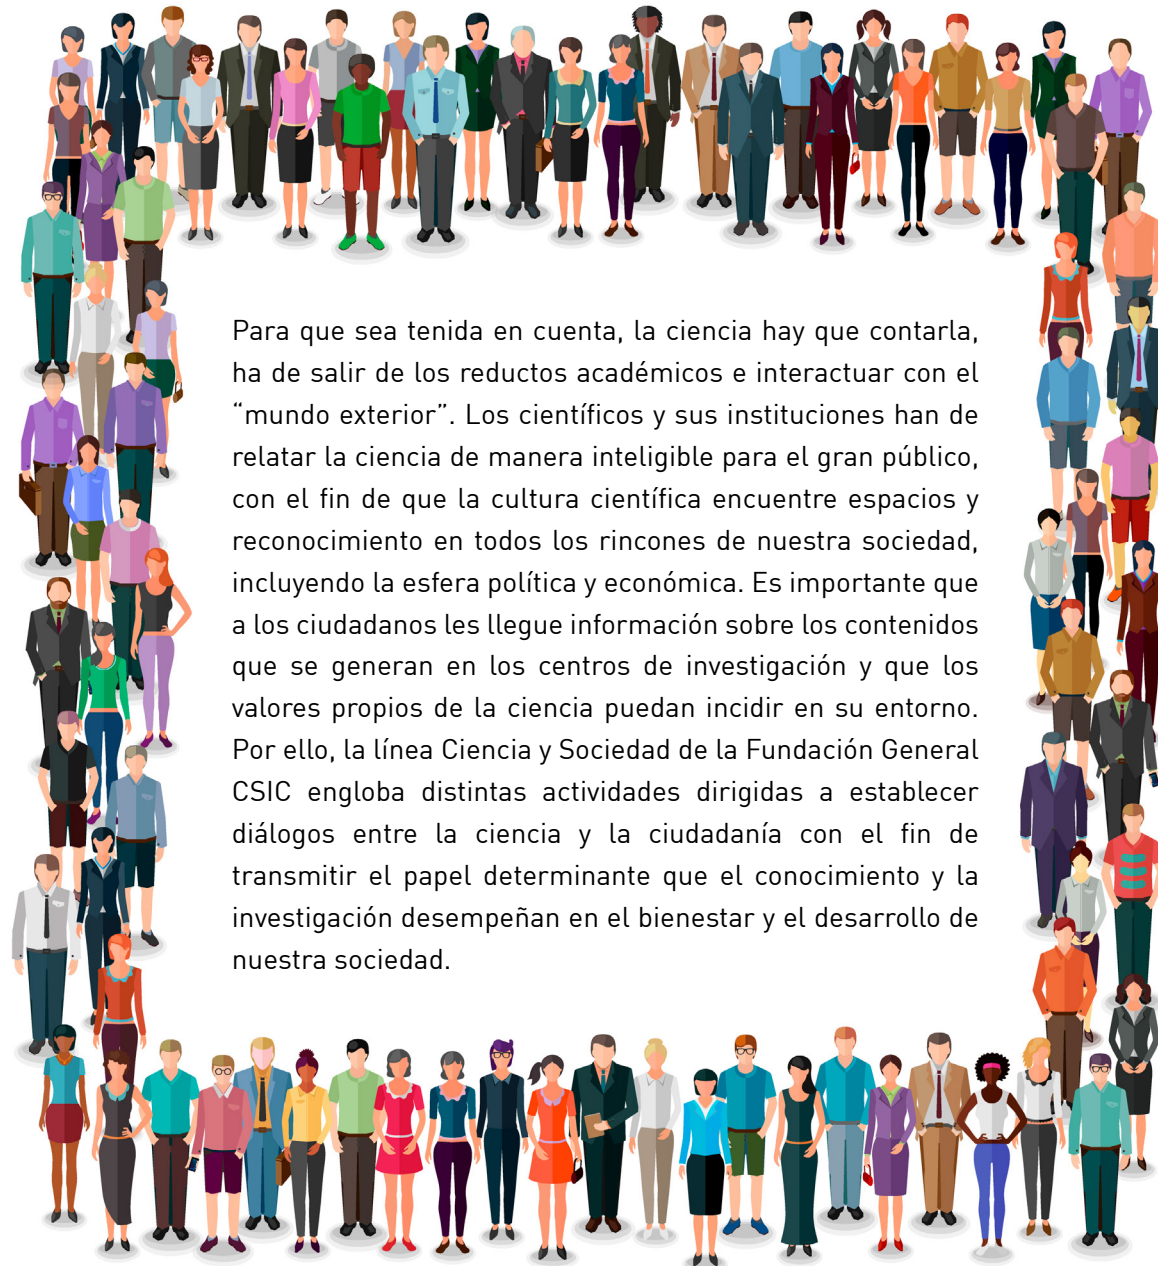 Para que sea tenida en cuenta, la ciencia hay que contarla,
ha de salir de los reductos académicos e interactuar con el
“mundo exterior”. Los científicos y sus instituciones han de
relatar la ciencia de manera inteligible para el gran público,
con el fin de que la cultura científica encuentre espacios y
reconocimiento en todos los rincones de nuestra sociedad,
incluyendo la esfera política y económica. Es importante que
a los ciudadanos les llegue información sobre los contenidos
que se generan en los centros de investigación y que los
valores propios de la ciencia puedan incidir en su entorno.
Por ello, la línea Ciencia y Sociedad de la Fundación General
CSIC engloba distintas actividades dirigidas a establecer
diálogos entre la ciencia y la ciudadanía con el fin de
transmitir el papel determinante que el conocimiento y la
investigación desempeñan en el bienestar y el desarrollo de
nuestra sociedad.